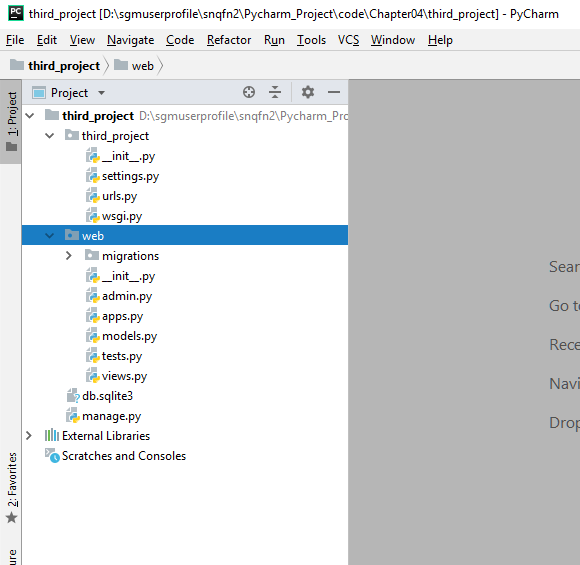 PC third_project [D:\sgmuserprofile\snqfn2\Pycharm_Project\code\Chapter04\third_project] - PyCharm
File Edit View Navigate Code Refactor Run Tools VCS Window Help
third_project web
1: Project
Project
third_project D:\sgmuserprofile\snqfn2\Pycharm_Prc
third_project
__init__.py
settings.py
urls.py
wsgi.py
web
migrations
__init__.py
admin.py
apps.py
models.py
tests.py
views.py
db.sqlite3
manage.py
External Libraries
Scratches and Consoles
2: Favorites
ure
Sear
Go to
Rece
Navi
Drop